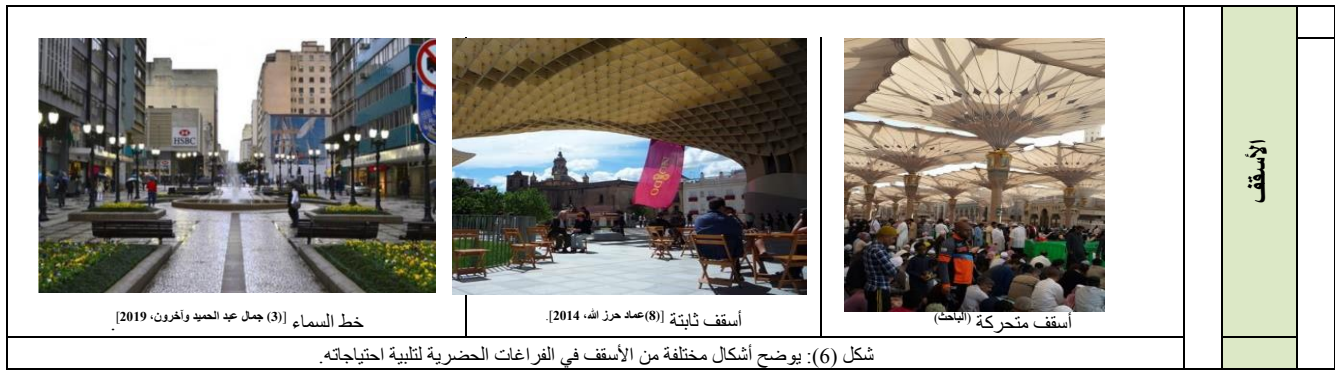 الأسقف
أسقف متحركة (الباحث)
أسقف ثابتة [(8)عماد حرز الله، 2014].
خط السماء [(3) جمال عبد الحميد وآخرون، 2019].
HSBC
شكل (6): يوضح أشكال مختلفة من الأسقف في الفراغات الحضرية لتلبية احتياجاته.